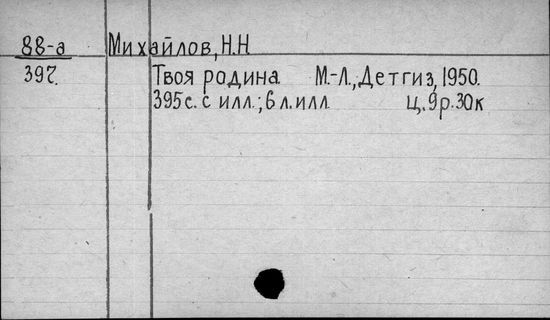 88-а Михайлов, Н.Н.
397. Твоя родина М.-Л., Детгиз, 1950.
395с. с илл.; 6 л. илл. ц. 9р. 30к